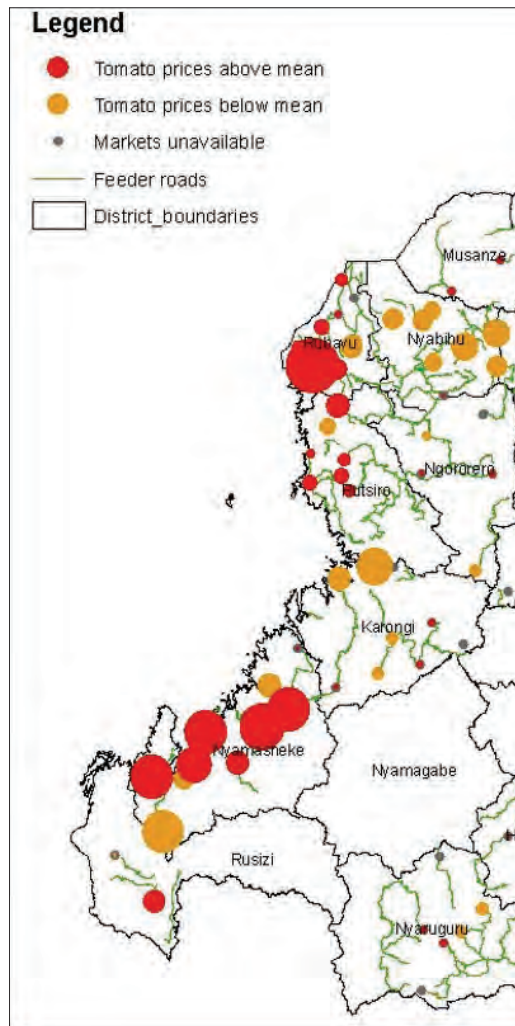 Legend
Tomato prices above mean
Tomato prices below mean
Markets unavailable
Feeder roads
District_boundaries
Musanze
Rubavu
Nyabihu
Ngororero
Rutsiro
Karongi
Nyamasheke
Nyamagabe
Rusizi
Nyaruguru